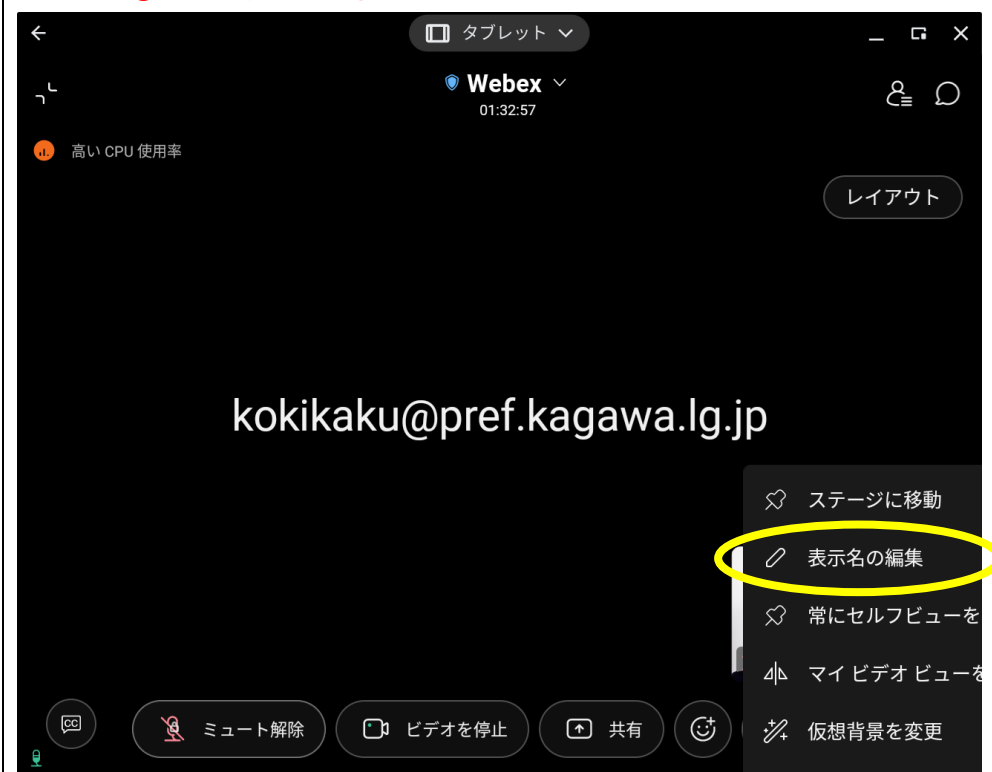 タブレット
Webex
01:32:57
高い CPU 使用率
レイアウト
kokikaku@pref.kagawa.lg.jp
ステージに移動
表示名の編集
常にセルフビューを
マイ ビデオ ビューを
仮想背景を変更
CC
ミュート解除
ビデオを停止
共有